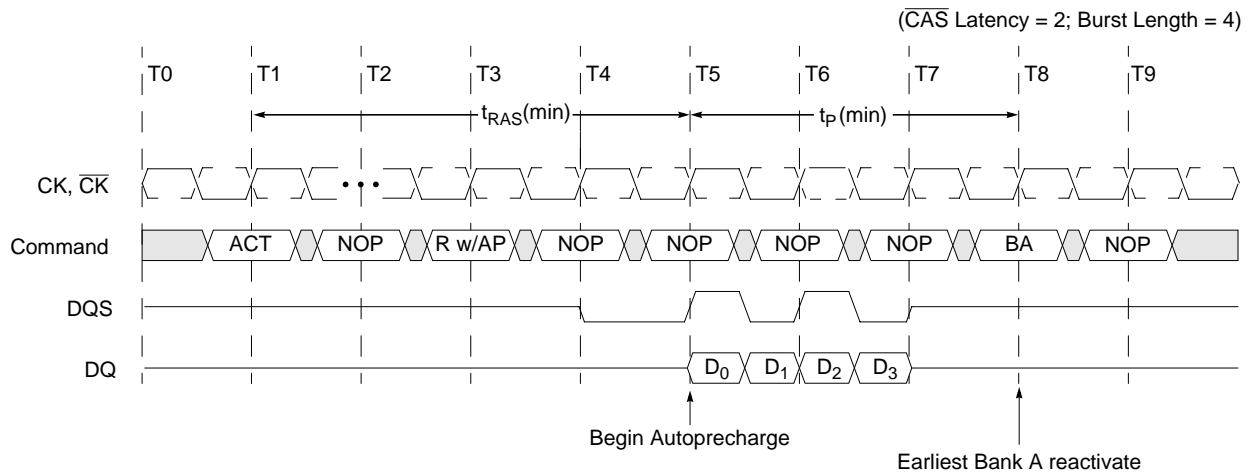 (C̅A̅S̅ Latency = 2; Burst Length = 4)
T0 T1 T2 T3 T4 T5 T6 T7 T8 T9
tRAS(min) tP(min)
CK, C̅K̅
Command ACT NOP R w/AP NOP NOP NOP NOP BA NOP
DQS
DQ D0 D1 D2 D3
Begin Autoprecharge
Earliest Bank A reactivate